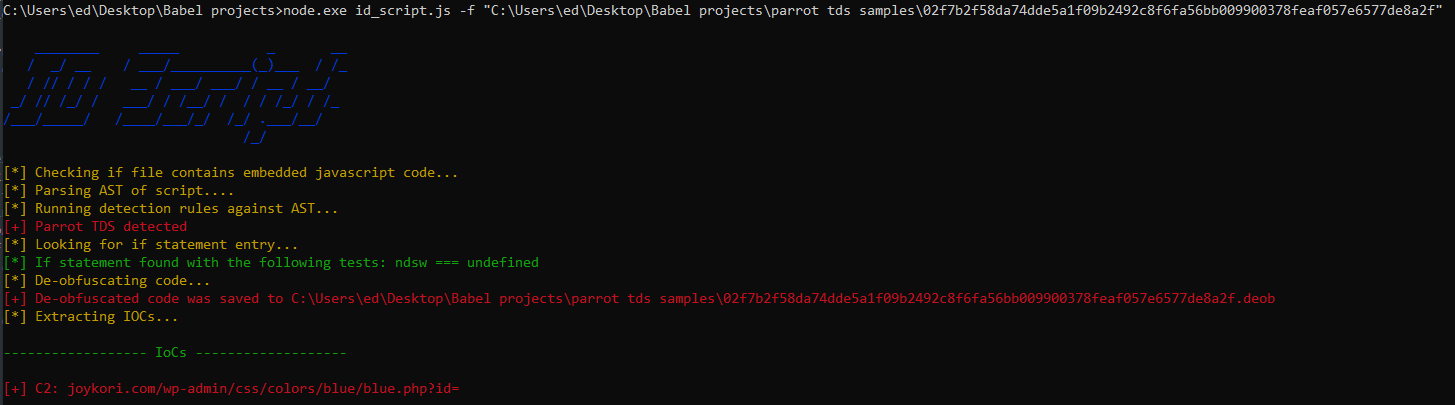 C:\Users\ed\Desktop\Babel projects>node.exe id_script.js -f "C:\Users\ed\Desktop\Babel projects\parrot tds samples\02f7b2f58da74dde5a1f09b2492c8f6fa56bb009900378feaf057e6577de8a2f"
ID Script
[*] Checking if file contains embedded javascript code...
[*] Parsing AST of script....
[*] Running detection rules against AST...
[+] Parrot TDS detected
[*] Looking for if statement entry...
[*] If statement found with the following tests: ndsw === undefined
[*] De-obfuscating code...
[+] De-obfuscated code was saved to C:\Users\ed\Desktop\Babel projects\parrot tds samples\02f7b2f58da74dde5a1f09b2492c8f6fa56bb009900378feaf057e6577de8a2f.deob
[*] Extracting IOCs...
------------------ IoCs -------------------
[+] C2: joykori.com/wp-admin/css/colors/blue/blue.php?id=